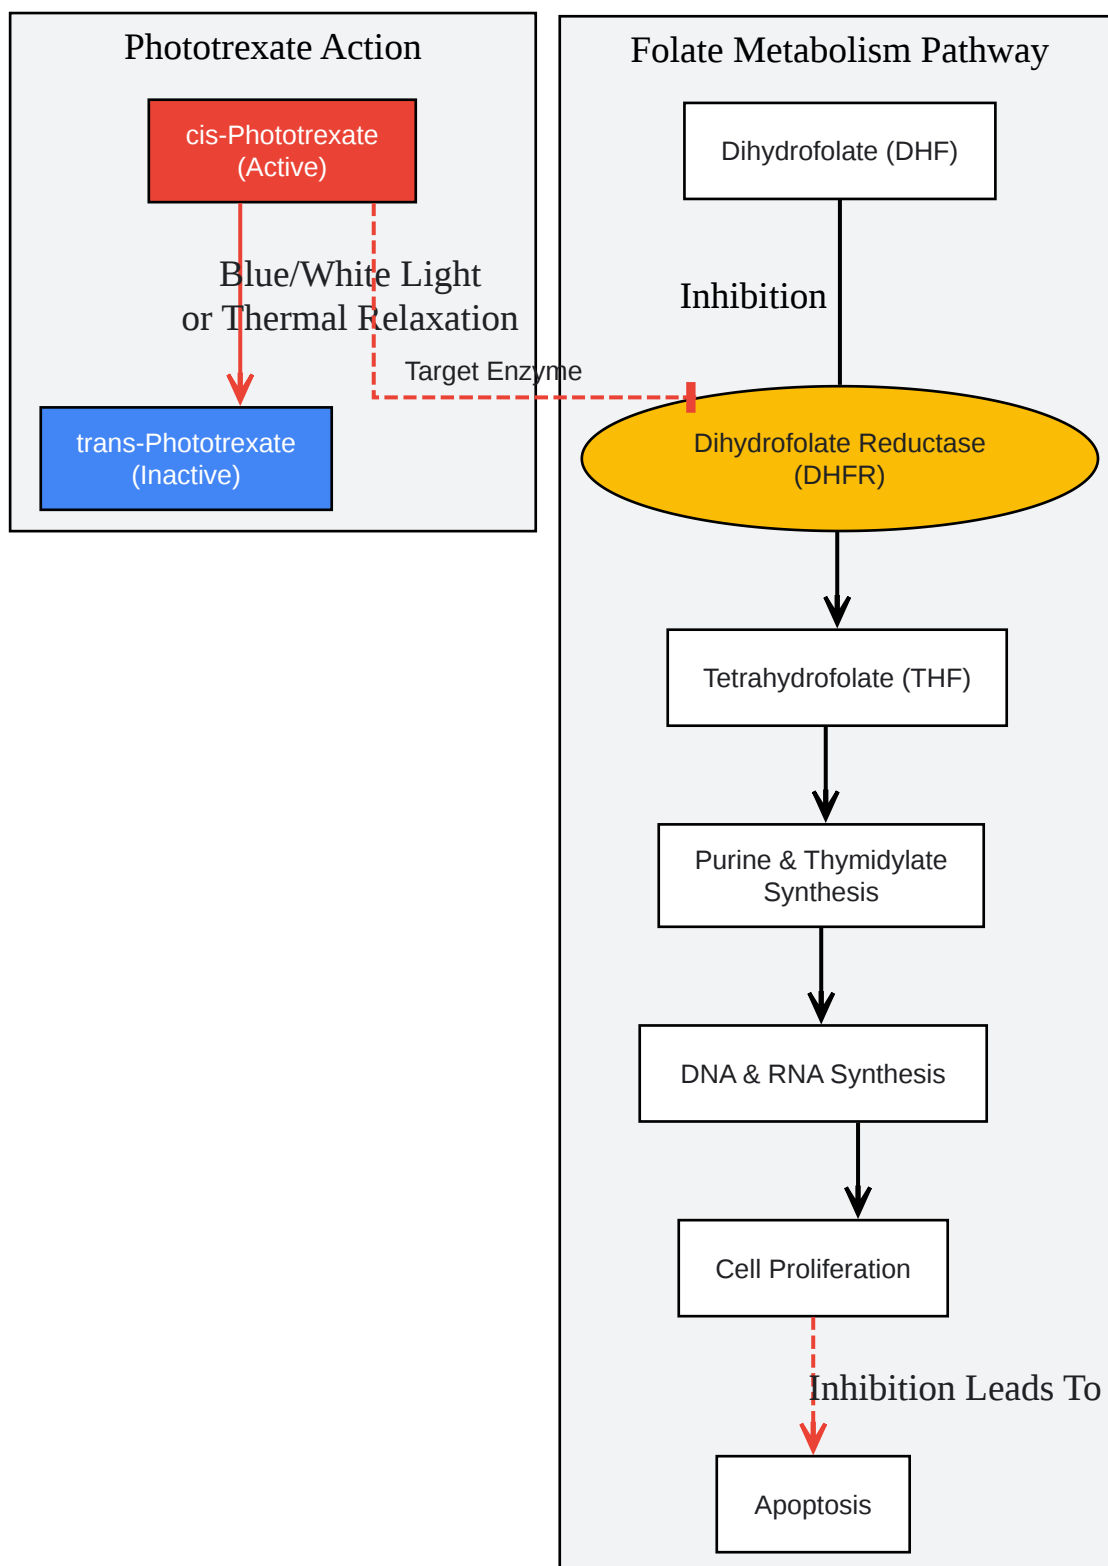 Phototrexate Action
cis-Phototrexate
(Active)
Blue/White Light
or Thermal Relaxation
Target Enzyme
trans-Phototrexate
(Inactive)
Folate Metabolism Pathway
Dihydrofolate (DHF)
Inhibition
Dihydrofolate Reductase
(DHFR)
Tetrahydrofolate (THF)
Purine & Thymidylate
Synthesis
DNA & RNA Synthesis
Cell Proliferation
Inhibition Leads To
Apoptosis